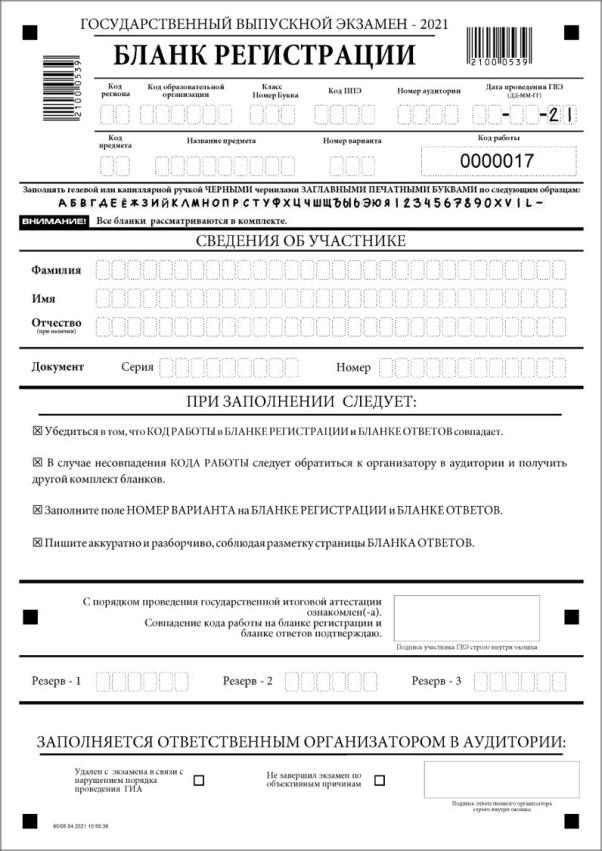 ГОСУДАРСТВЕННЫЙ ВЫПУСКНОЙ ЭКЗАМЕН - 2021
БЛАНК РЕГИСТРАЦИИ
2100 0539
2100 0539
Код региона
Код образовательной организации
Класс
Номер Буква
Код ППЭ
Номер аудитории
Дата проведения ГВЭ
(ДД-ММ-ГГ)
- -21
Код предмета
Название предмета
Номер варианта
Код работы
0000017
Заполнять гелевой или капиллярной ручкой ЧЕРНЫМИ чернилами ЗАГЛАВНЫМИ ПЕЧАТНЫМИ БУКВАМИ по следующим образцам:
АБВГДЕЁЖЗИЙКЛМНОПРСТУФХЦЧШЩЪЫЬЭЮЯ1234567890XVIL-
ВНИМАНИЕ! Все бланки рассматриваются в комплекте.
СВЕДЕНИЯ ОБ УЧАСТНИКЕ
Фамилия
Имя
Отчество
(при наличии)
Документ Серия Номер
ПРИ ЗАПОЛНЕНИИ СЛЕДУЕТ:
☒ Убедиться в том, что КОД РАБОТЫ в БЛАНКЕ РЕГИСТРАЦИИ и БЛАНКЕ ОТВЕТОВ совпадает.
☒ В случае несовпадения КОДА РАБОТЫ следует обратиться к организатору в аудитории и получить
другой комплект бланков.
☒ Заполните поле НОМЕР ВАРИАНТА на БЛАНКЕ РЕГИСТРАЦИИ и БЛАНКЕ ОТВЕТОВ.
☒ Пишите аккуратно и разборчиво, соблюдая разметку страницы БЛАНКА ОТВЕТОВ.
С порядком проведения государственной итоговой аттестации
ознакомлен(-а).
Совпадение кода работы на бланке регистрации и
бланке ответов подтверждаю.
Подпись участника ГВЭ строго внутри окошка
Резерв - 1 Резерв - 2 Резерв - 3
ЗАПОЛНЯЕТСЯ ОТВЕТСТВЕННЫМ ОРГАНИЗАТОРОМ В АУДИТОРИИ:
Удален с экзамена в связи с
нарушением порядка
проведения ГИА
Не завершил экзамен по
объективным причинам
Подпись ответственного организатора
строго внутри окошка
60/05.04.2021 10:55:36